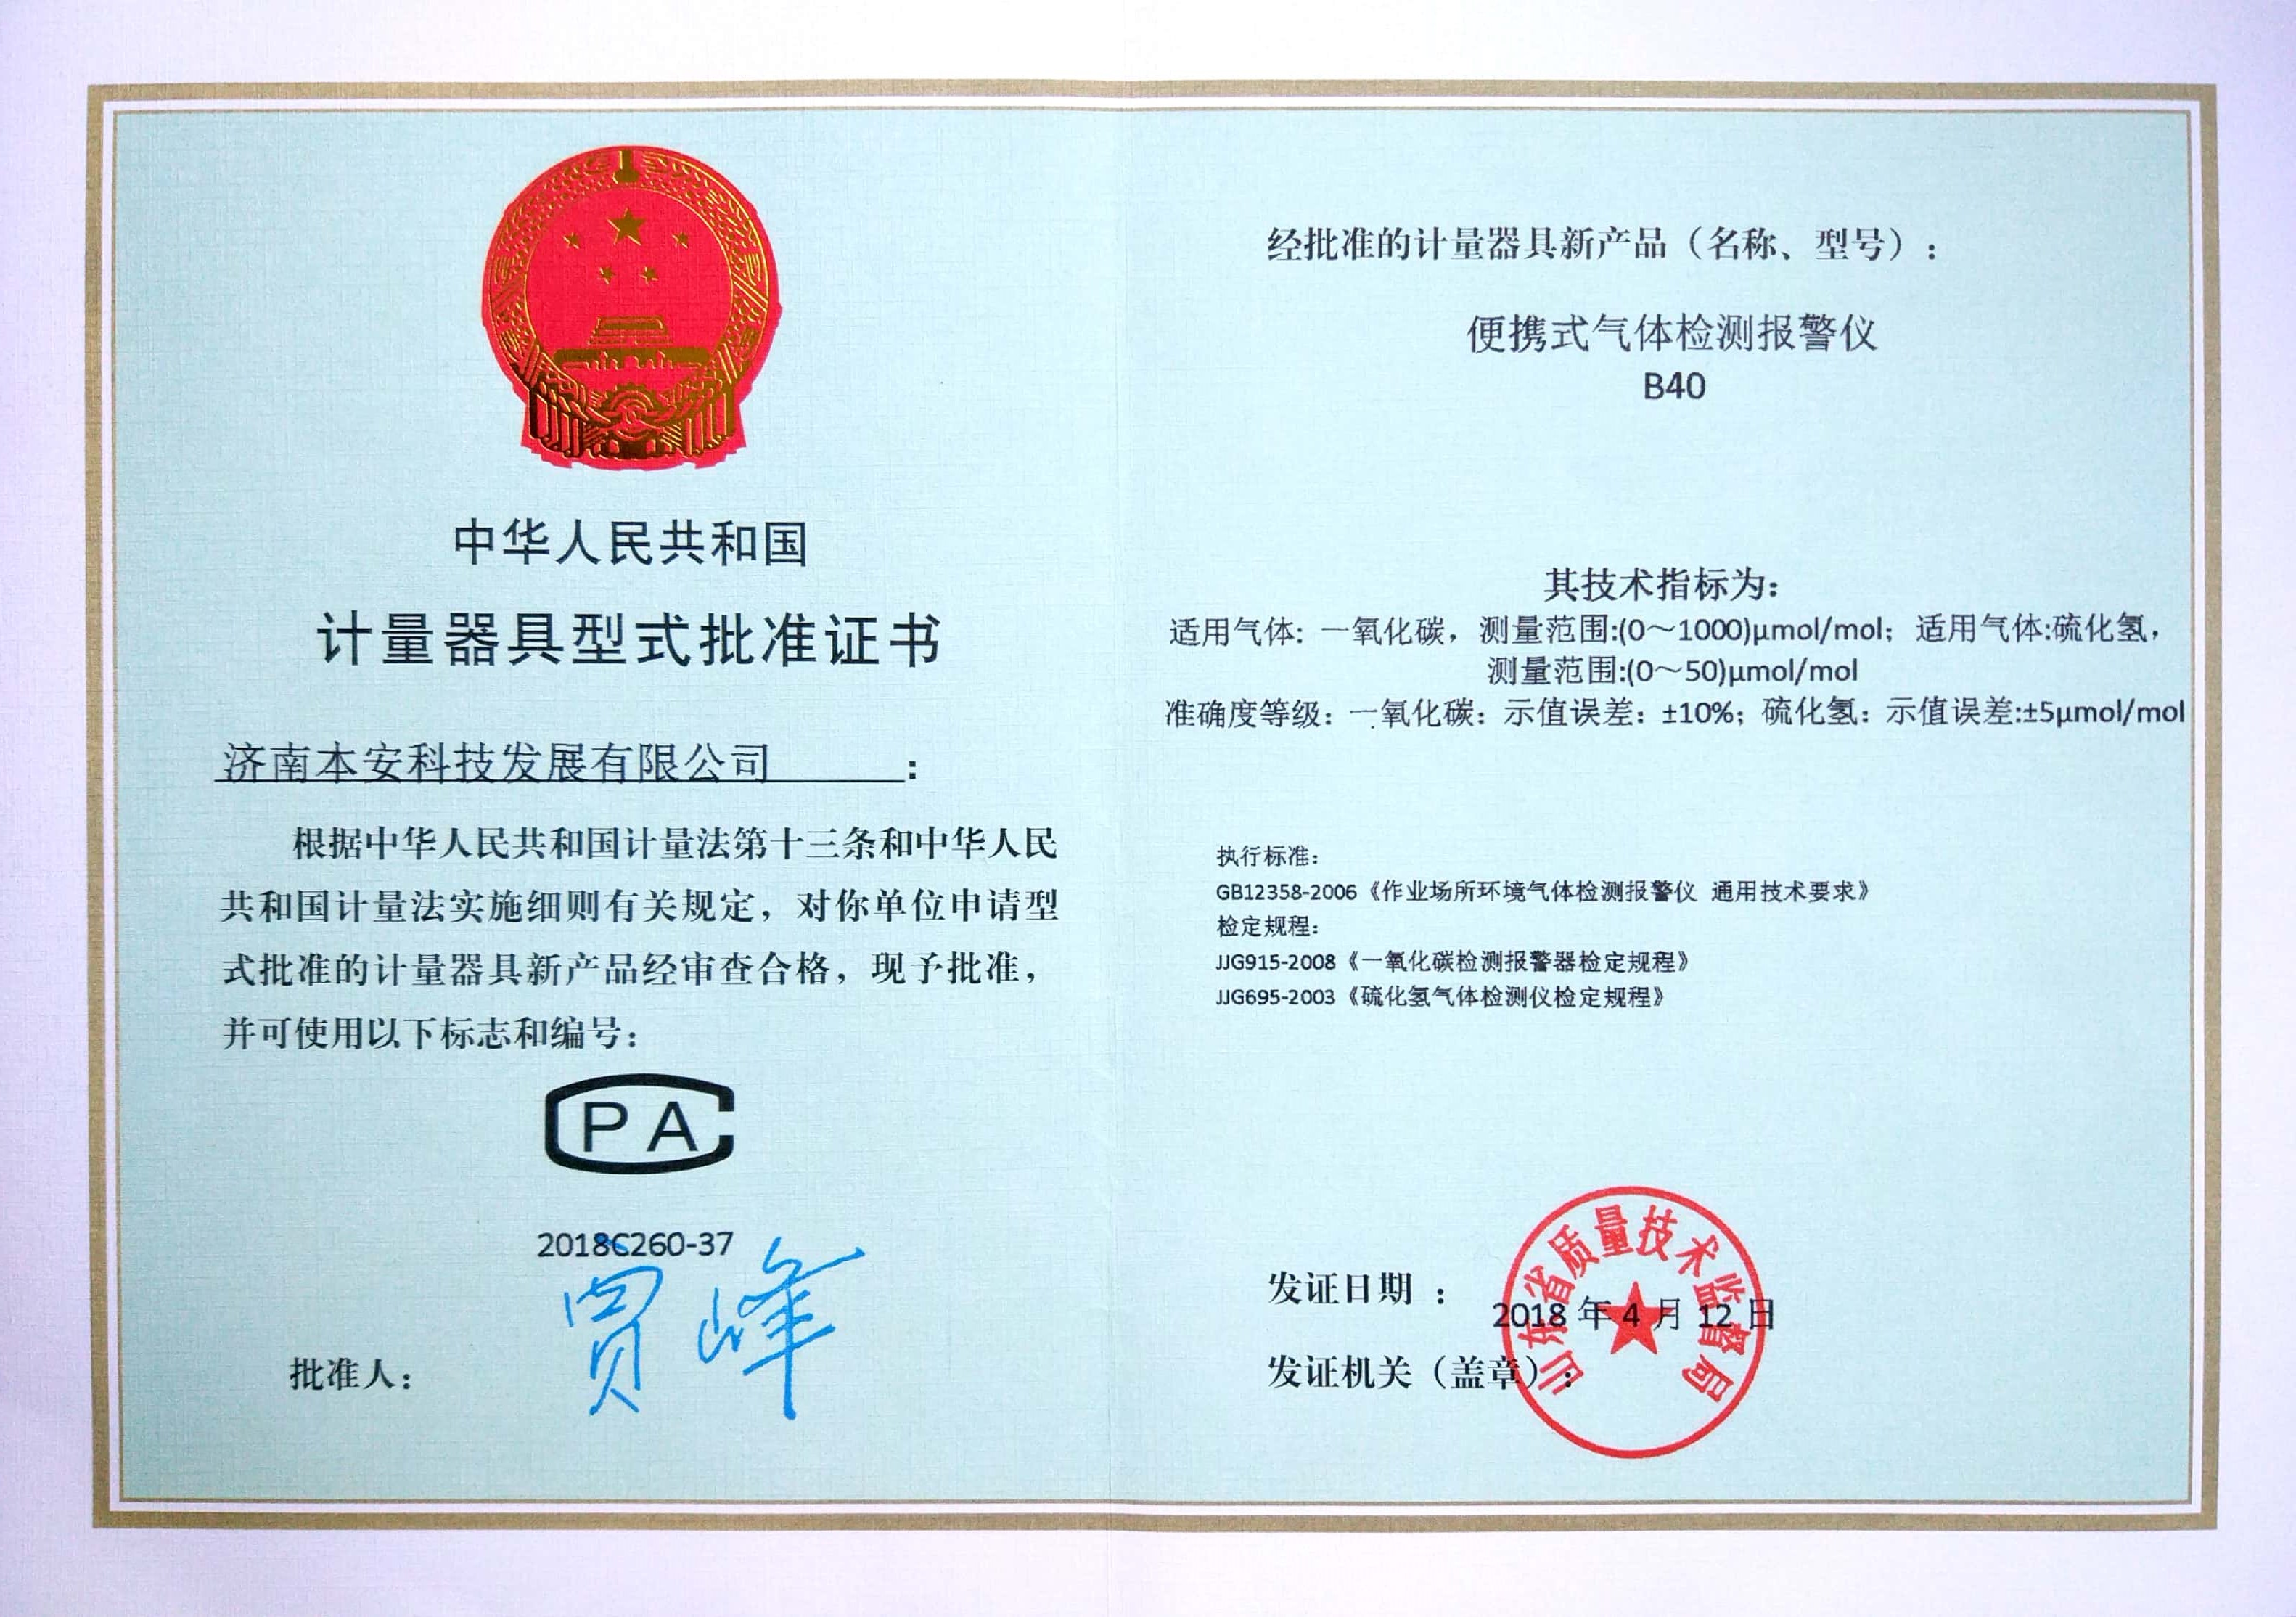 中华人民共和国
计量器具型式批准证书
济南本安科技发展有限公司：
根据中华人民共和国计量法第十三条和中华人民
共和国计量法实施细则有关规定，对你单位申请型
式批准的计量器具新产品经审查合格，现予批准，
并可使用以下标志和编号：
CPA
2018C260-37
批准人：
贾峰
经批准的计量器具新产品（名称、型号）：
便携式气体检测报警仪
B40
其技术指标为：
适用气体：一氧化碳，测量范围:(0～1000)μmol/mol；适用气体:硫化氢，
测量范围:(0～50)μmol/mol
准确度等级：一氧化碳：示值误差：±10%；硫化氢：示值误差:±5μmol/mol
执行标准：
GB12358-2006《作业场所环境气体检测报警仪 通用技术要求》
检定规程：
JJG915-2008《一氧化碳检测报警器检定规程》
JJG695-2003《硫化氢气体检测仪检定规程》
发证日期：2018年4月12日
发证机关（盖章）：
山东省质量技术监督局